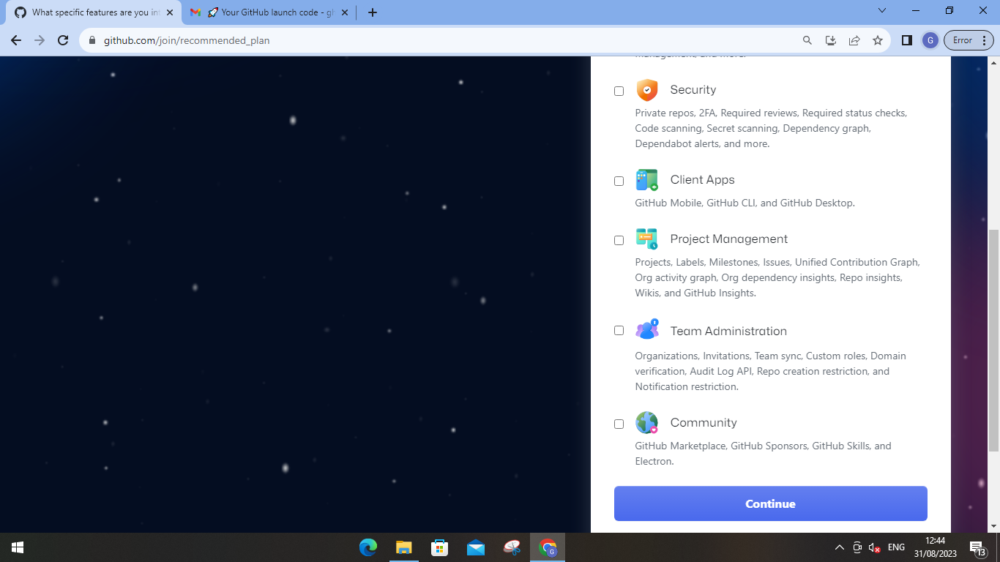 What specific features are you int
Your GitHub launch code - gh
github.com/join/recommended_plan
G
Error
management, and more.
Security
Private repos, 2FA, Required reviews, Required status checks,
Code scanning, Secret scanning, Dependency graph,
Dependabot alerts, and more.
Client Apps
GitHub Mobile, GitHub CLI, and GitHub Desktop.
Project Management
Projects, Labels, Milestones, Issues, Unified Contribution Graph,
Org activity graph, Org dependency insights, Repo insights,
Wikis, and GitHub Insights.
Team Administration
Organizations, Invitations, Team sync, Custom roles, Domain
verification, Audit Log API, Repo creation restriction, and
Notification restriction.
Community
GitHub Marketplace, GitHub Sponsors, GitHub Skills, and
Electron.
Continue
G
ENG
12:44
31/08/2023
13